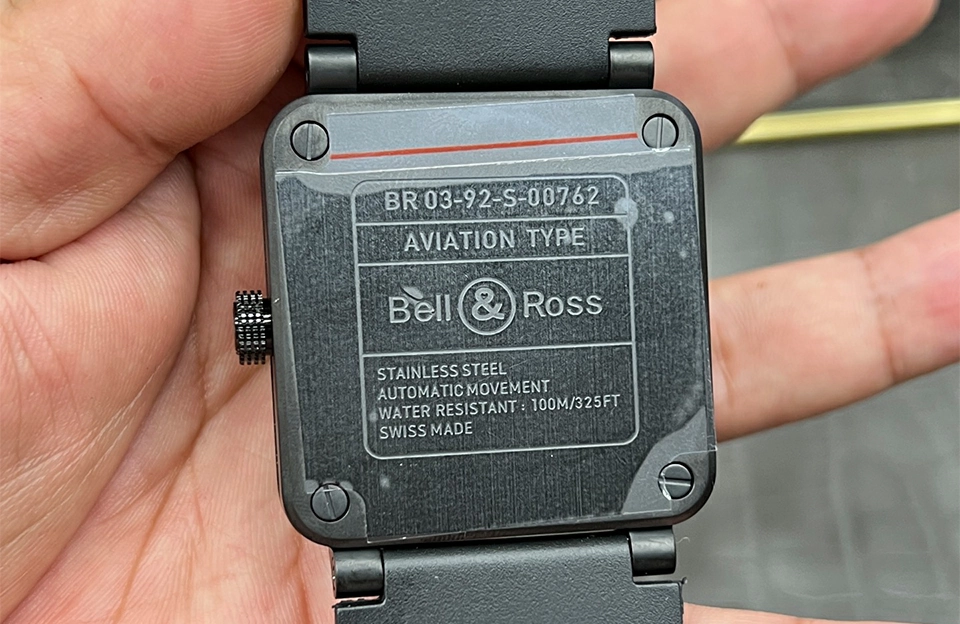 BR 03-92-S-00762
AVIATION TYPE
Bell & Ross
STAINLESS STEEL
AUTOMATIC MOVEMENT
WATER RESISTANT : 100M/325FT
SWISS MADE